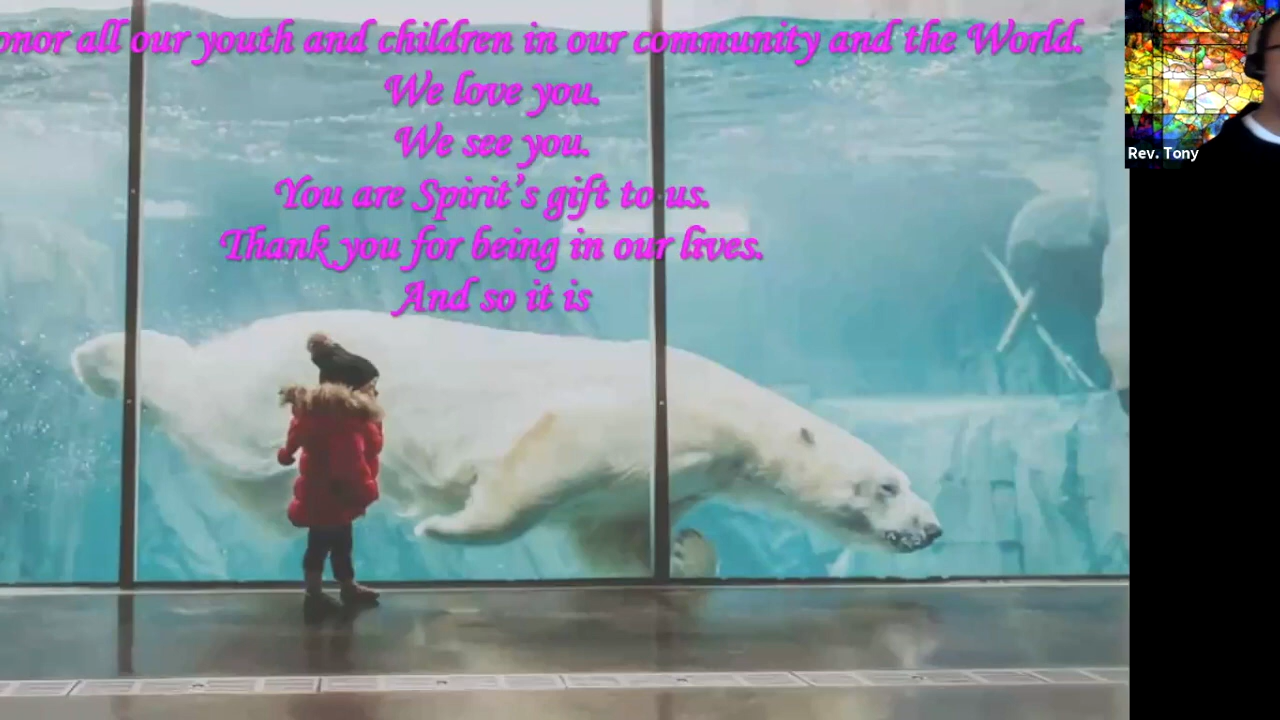 onor all our youth and children in our community and the World.
We love you.
We see you.
You are Spirit's gift to us.
Thank you for being in our lives.
And so it is
Rev. Tony